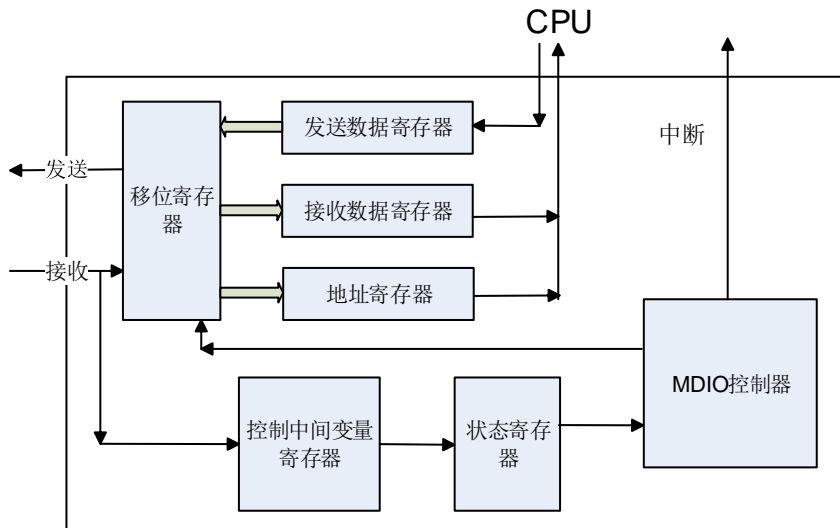 CPU
发送数据寄存器
中断
发送
移位寄存
器
接收数据寄存器
接收
地址寄存器
MDIO控制器
控制中间变量
寄存器
状态寄存
器